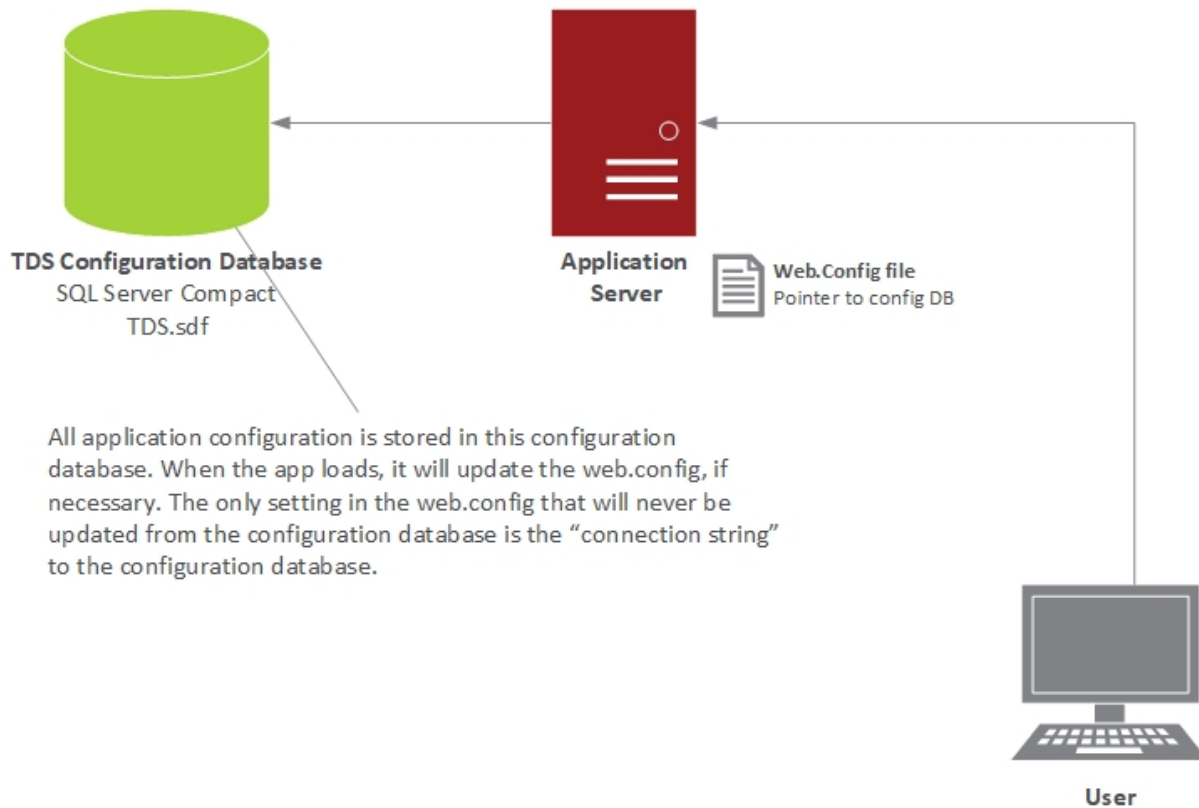 TDS Configuration Database
SQL Server Compact
TDS.sdf
Application
Server
Web.Config file
Pointer to config DB
All application configuration is stored in this configuration
database. When the app loads, it will update the web.config, if
necessary. The only setting in the web.config that will never be
updated from the configuration database is the “connection string”
to the configuration database.
User